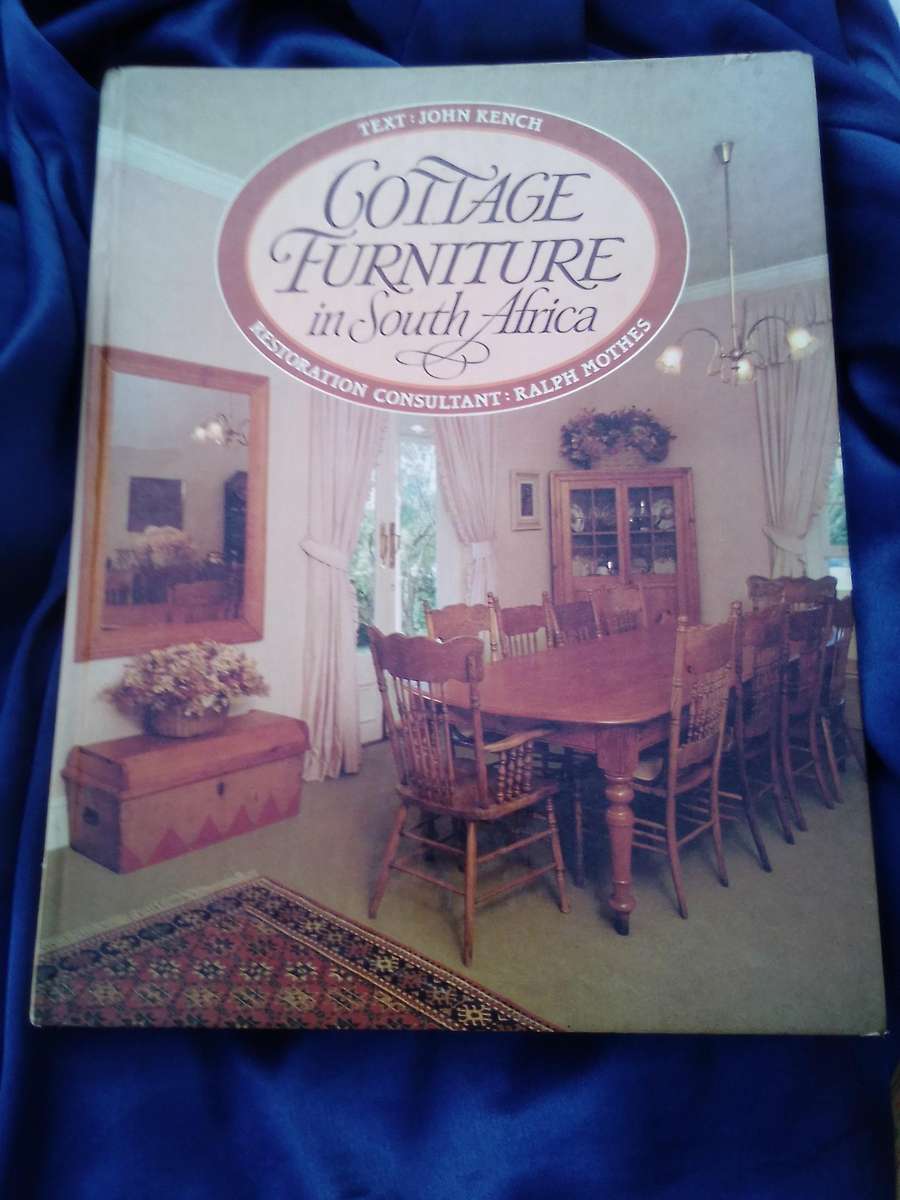 TEXT: JOHN KENCH
COTTAGE
FURNITURE
in South Africa
RESTORATION CONSULTANT: RALPH MOTHES